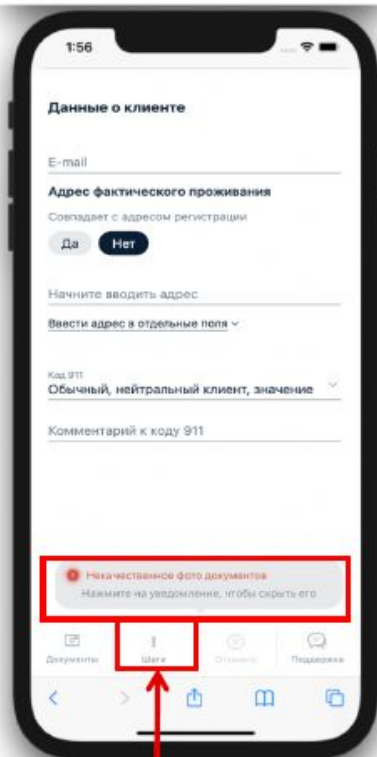 1:56
Данные о клиенте
E-mail
Адрес фактического проживания
Совпадает с адресом регистрации
Да
Нет
Начните вводить адрес
Ввести адрес в отдельные поля
Код 911
Обычный, нейтральный клиент, значение
Комментарий к коду 911
Некачественное фото документов
Нажмите на уведомление, чтобы скрыть его
Документы
Шаги
Поддержка